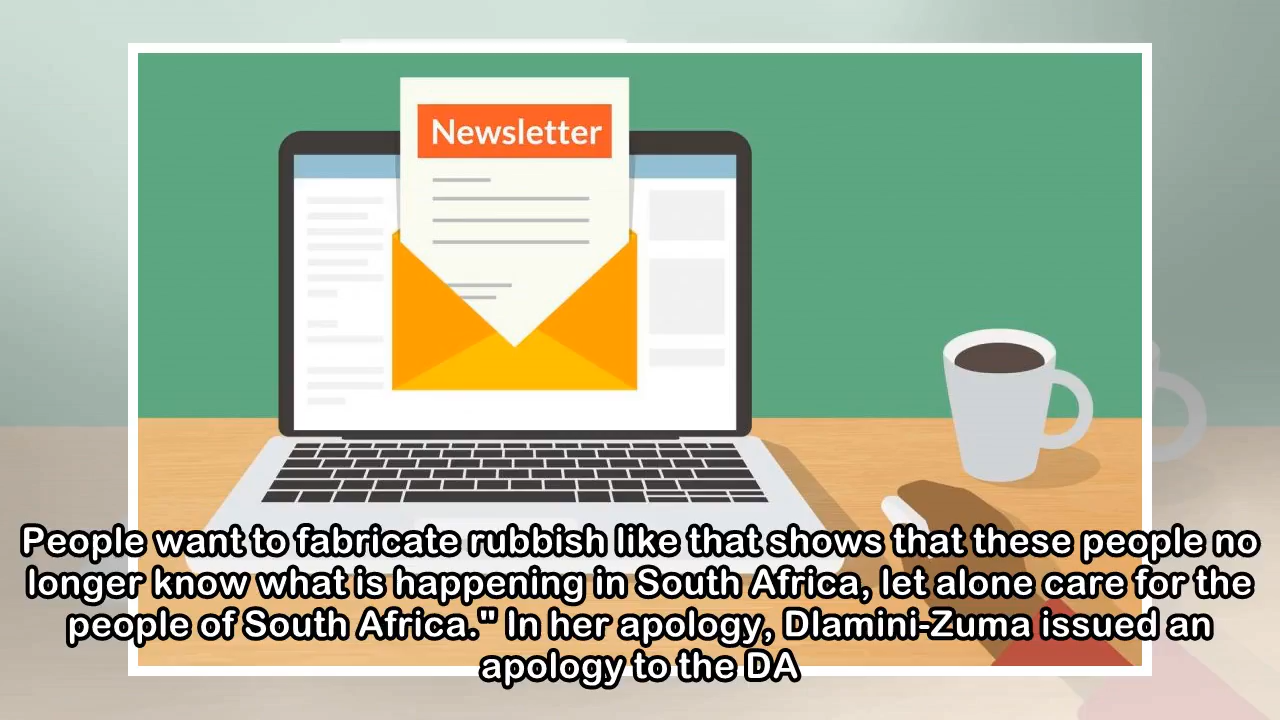 Newsletter
People want to fabricate rubbish like that shows that these people no
longer know what is happening in South Africa, let alone care for the
people of South Africa." In her apology, Dlamini-Zuma issued an
apology to the DA